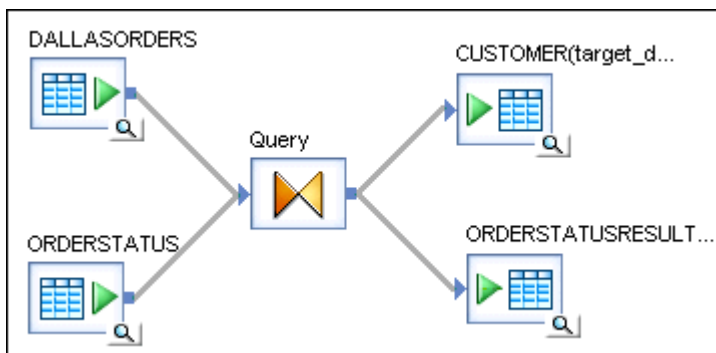 DALLASORDERS
CUSTOMER(target_d...
Query
ORDERSTATUS
ORDERSTATUSRESULT...